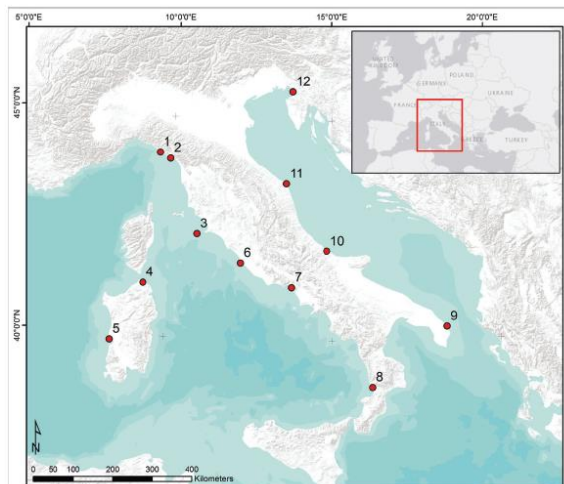 5°0'0"E 10°0'0"E 15°0'0"E 20°0'0"E
UNITED
POLAND
GERMANY
UKRAINE
FRANCE
ITALY
TURKEY
12
45°0'0"N
1
2
11
3
10
6
4
7
9
40°0'0"N
5
8
N
0 50 100 200 300 400
Kilometers